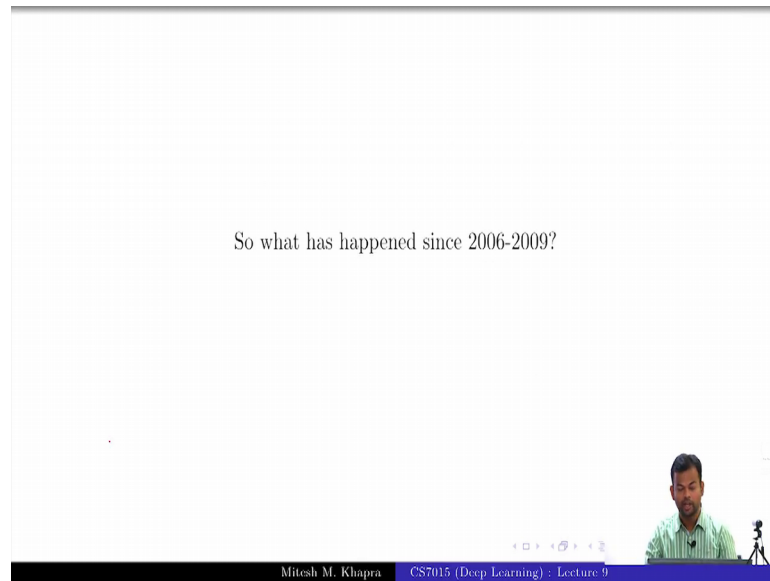 So what has happened since 2006-2009?
Mitesh M. Khapra CS7015 (Deep Learning) : Lecture 9